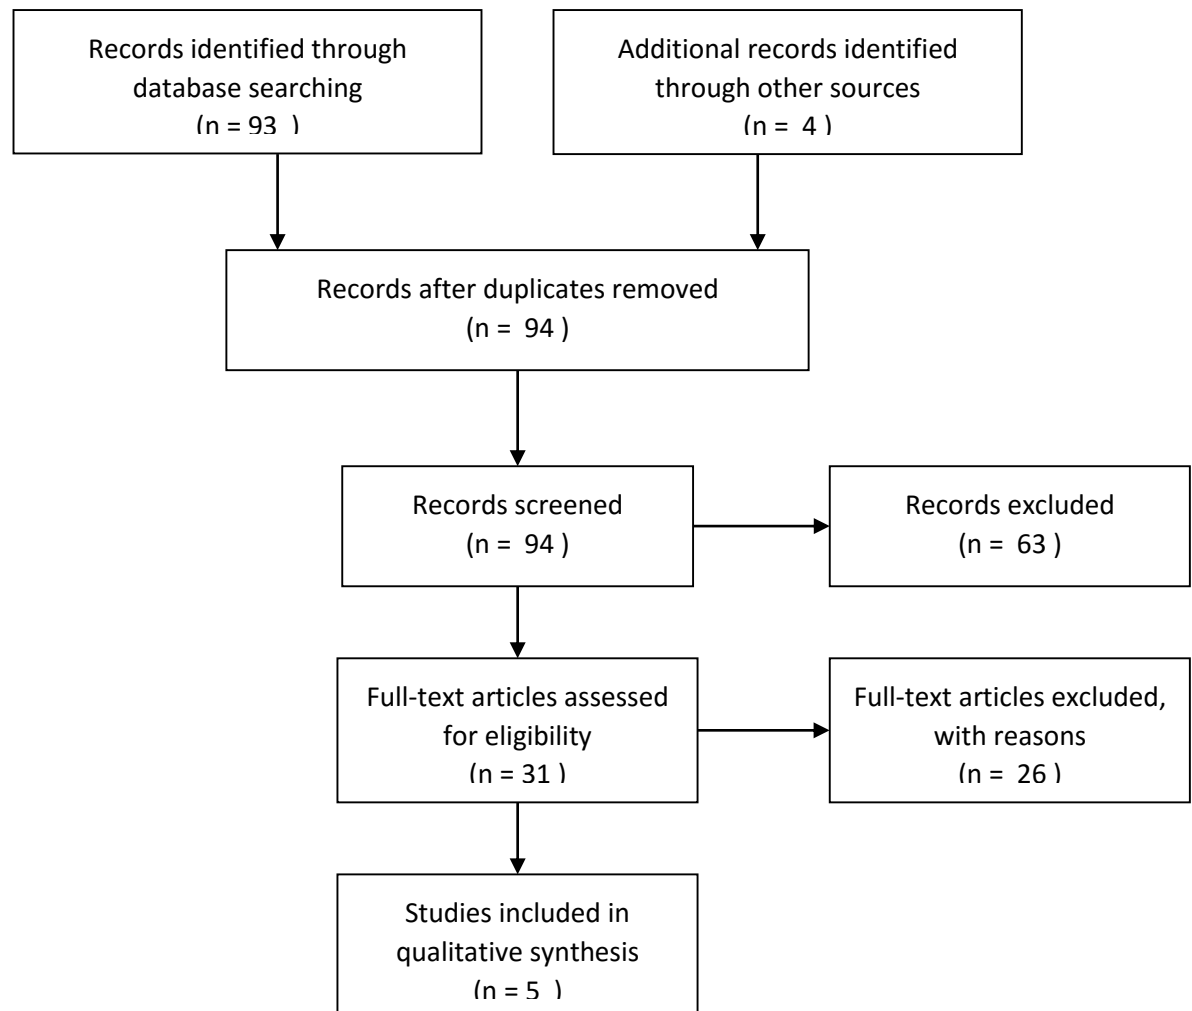 Records identified through
database searching
(n = 93  )
Additional records identified
through other sources
(n =  4 )
Records after duplicates removed
(n =  94 )
Records screened
(n =  94 )
Records excluded
(n =  63 )
Full-text articles assessed
for eligibility
(n = 31 )
Full-text articles excluded,
with reasons
(n =  26 )
Studies included in
qualitative synthesis
(n = 5  )